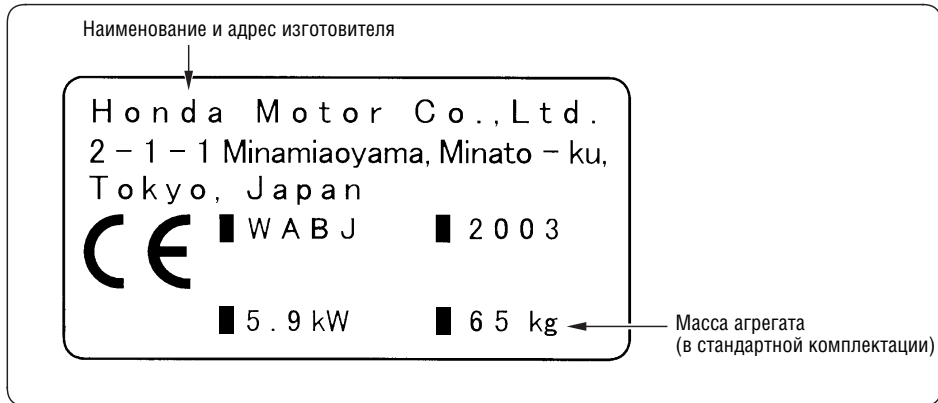 Наименование и адрес изготовителя
Honda Motor Co.,Ltd.
2-1-1 Minamiaoyama, Minato-ku,
Tokyo, Japan
CE WABJ 2003
5.9 kW 65 kg
Масса агрегата
(в стандартной комплектации)